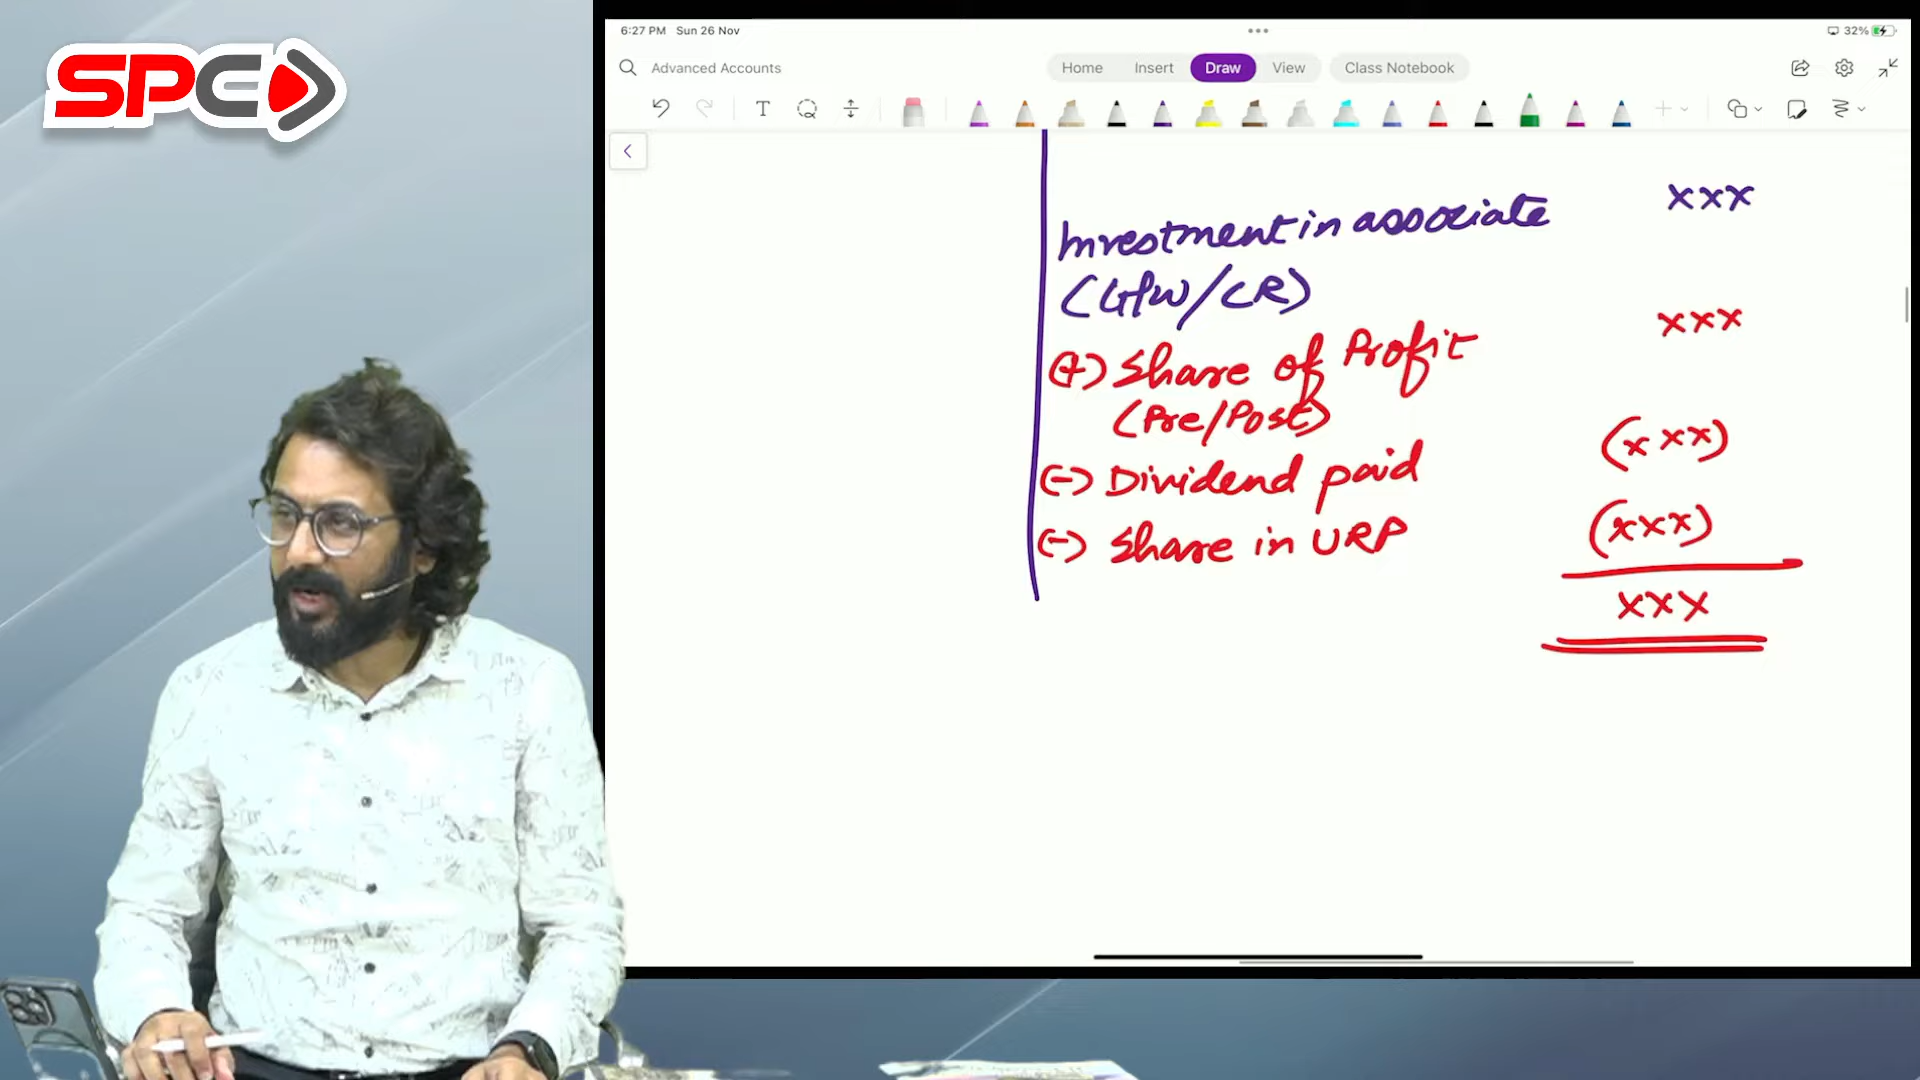 SPC
6:27 PM Sun 26 Nov
32%
Advanced Accounts
Home Insert Draw View Class Notebook
T
Investment in associate xxx
(G/W/CR)
(+) Share of Profit xxx
(Pre/Post)
(-) Dividend paid (xxx)
(-) Share in URP (xxx)
xxx